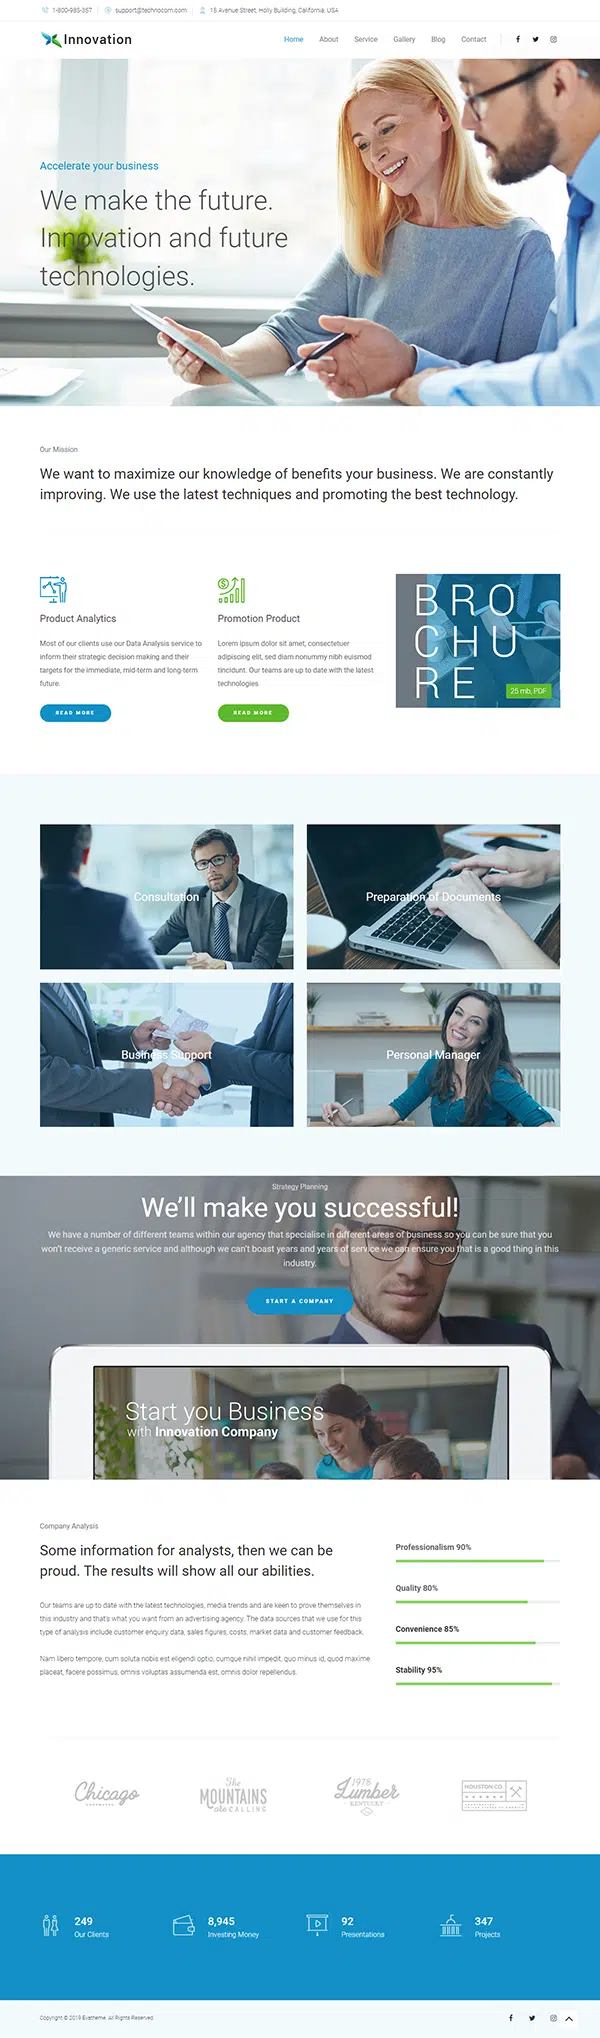 1-800-985-357 support@technocom.com 15 Avenue Street, Holly Building, California, USA
Innovation Home About Service Gallery Blog Contact
Accelerate your business
We make the future.
Innovation and future
technologies.
Our Mission
We want to maximize our knowledge of benefits your business. We are constantly
improving. We use the latest techniques and promoting the best technology.
Product Analytics
Most of our clients use our Data Analysis service to
inform their strategic decision making and their
targets for the immediate, mid-term and long-term
future.
READ MORE
Promotion Product
Lorem ipsum dolor sit amet, consectetuer
adipiscing elit, sed diam nonummy nibh euismod
tincidunt. Our teams are up to date with the latest
technologies
READ MORE
BRO
CHU
RE
25 mb, PDF
Consultation
Preparation of Documents
Business Support
Personal Manager
Strategy Planning
We'll make you successful!
We have a number of different teams within our agency that specialise in different areas of business so you can be sure that you
won't receive a generic service and although we can't boast years and years of service we can ensure you that is a good thing in this
industry.
START A COMPANY
Start you Business
with Innovation Company
Company Analysis
Some information for analysts, then we can be
proud. The results will show all our abilities.
Our teams are up to date with the latest technologies, media trends and are keen to prove themselves in
this industry and that's what you want from an advertising agency. The data sources that we use for this
type of analysis include customer enquiry data, sales figures, costs, market data and customer feedback.
Nam libero tempore, cum soluta nobis est eligendi optio, cumque nihil impedit, quo minus id, quod maxime
placeat, facere possimus, omnis voluptas assumenda est, omnis dolor repellendus.
Professionalism 90%
Quality 80%
Convenience 85%
Stability 95%
Chicago
The
MOUNTAINS
are CALLING
1978
Lumber
KENTUCKY
HOUSTON CO.
249
Our Clients
8,945
Investing Money
92
Presentations
347
Projects
Copyright © 2019 Evatheme. All Rights Reserved.